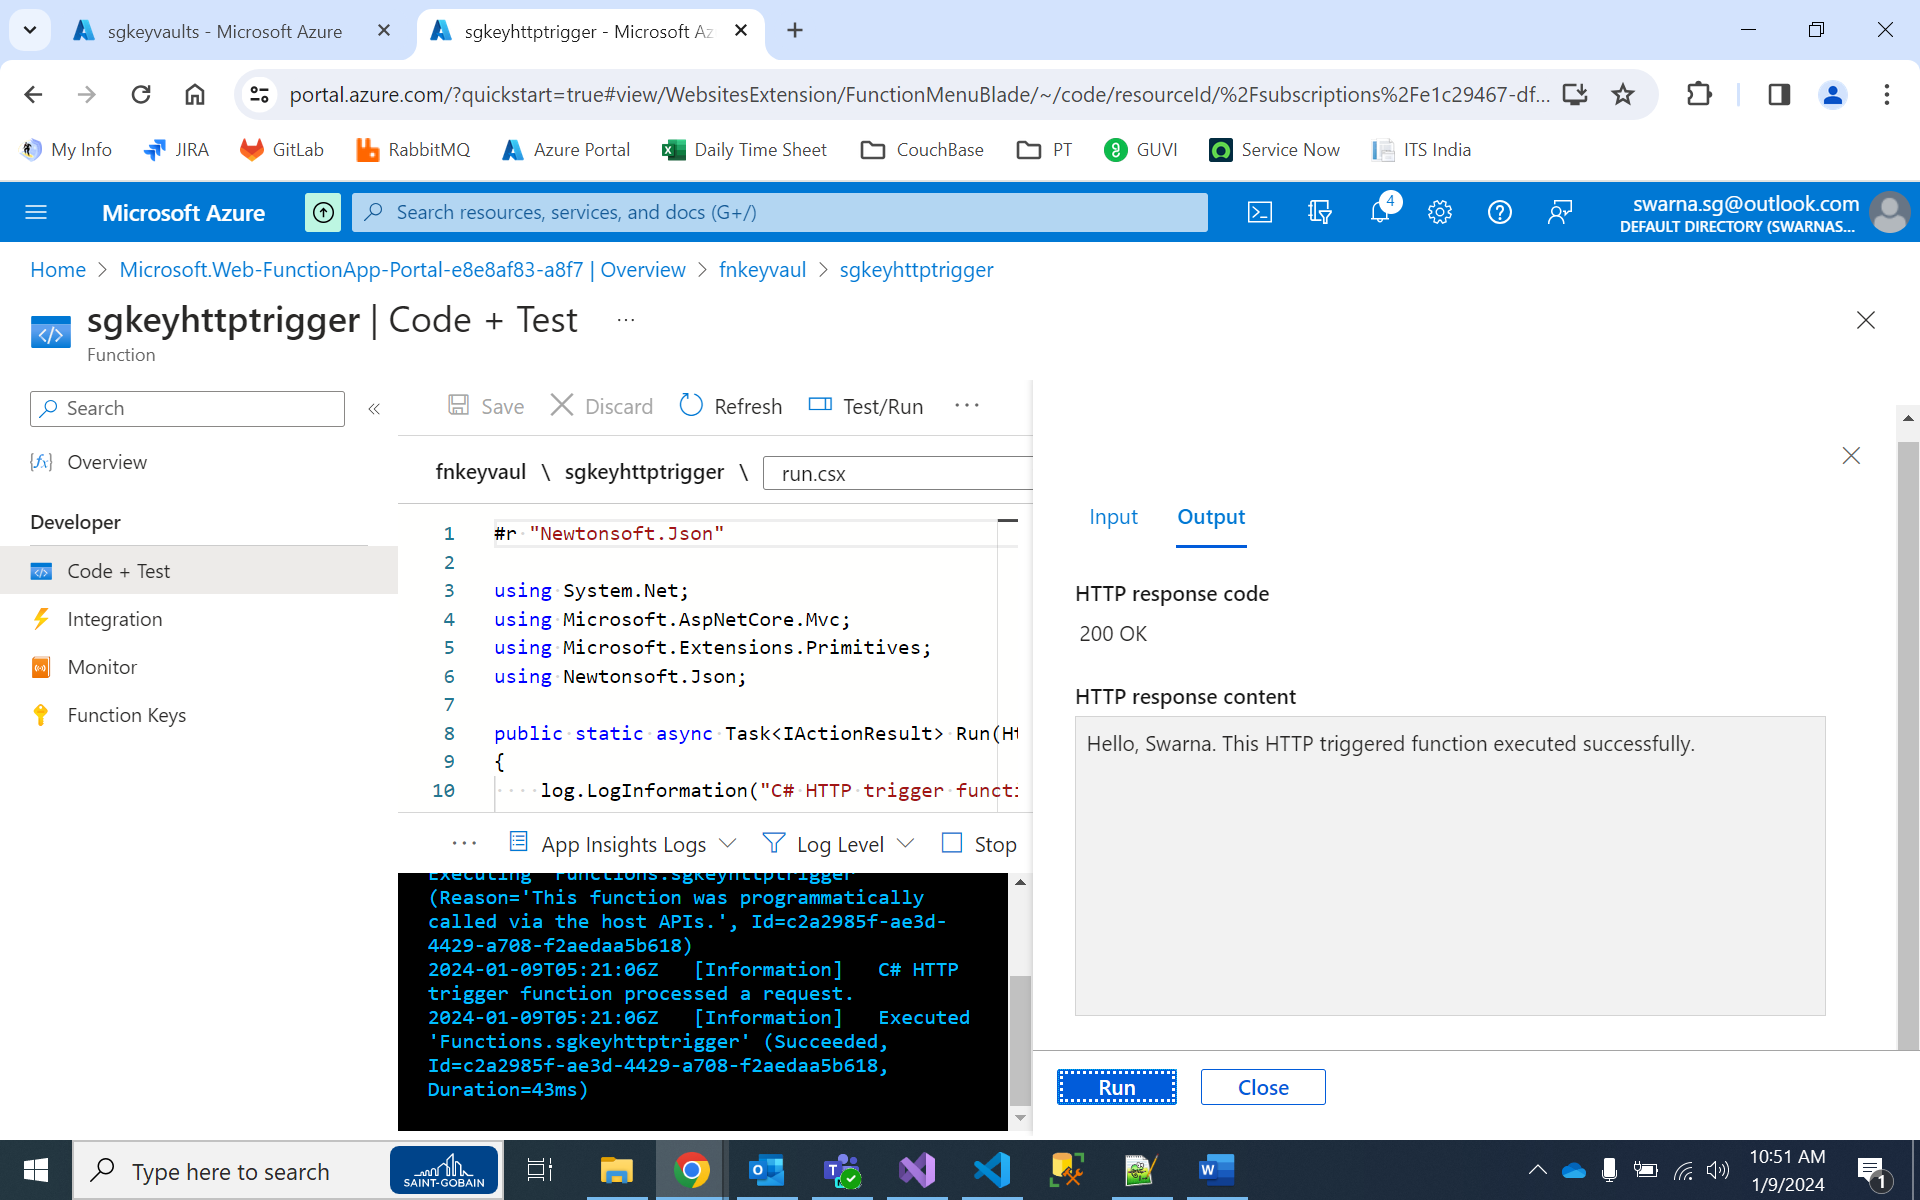 sgkeyvaults - Microsoft Azure
sgkeyhttptrigger - Microsoft Az
portal.azure.com/?quickstart=true#view/WebsitesExtension/FunctionMenuBlade/~/code/resourceId/%2Fsubscriptions%2Fe1c29467-df...
My Info
JIRA
GitLab
RabbitMQ
Azure Portal
Daily Time Sheet
CouchBase
PT
GUVI
Service Now
ITS India
Microsoft Azure
Search resources, services, and docs (G+/)
4
swarna.sg@outlook.com
DEFAULT DIRECTORY (SWARNAS...
Home > Microsoft.Web-FunctionApp-Portal-e8e8af83-a8f7 | Overview > fnkeyvaul > sgkeyhttptrigger
sgkeyhttptrigger | Code + Test ...
Function
Search
Overview
Developer
Code + Test
Integration
Monitor
Function Keys
Save
Discard
Refresh
Test/Run
...
fnkeyvaul \ sgkeyhttptrigger \ run.csx
1 #r "Newtonsoft.Json"
2
3 using System.Net;
4 using Microsoft.AspNetCore.Mvc;
5 using Microsoft.Extensions.Primitives;
6 using Newtonsoft.Json;
7
8 public static async Task<IActionResult> Run(Ht
9 {
10 log.LogInformation("C# HTTP trigger functi
...
App Insights Logs
Log Level
Stop
Executing 'Functions.sgkeyhttptrigger'
(Reason='This function was programmatically
called via the host APIs.', Id=c2a2985f-ae3d-
4429-a708-f2aedaa5b618)
2024-01-09T05:21:06Z [Information] C# HTTP
trigger function processed a request.
2024-01-09T05:21:06Z [Information] Executed
'Functions.sgkeyhttptrigger' (Succeeded,
Id=c2a2985f-ae3d-4429-a708-f2aedaa5b618,
Duration=43ms)
Input
Output
HTTP response code
200 OK
HTTP response content
Hello, Swarna. This HTTP triggered function executed successfully.
Run
Close
Type here to search
SAINT-GOBAIN
10:51 AM
1/9/2024
1